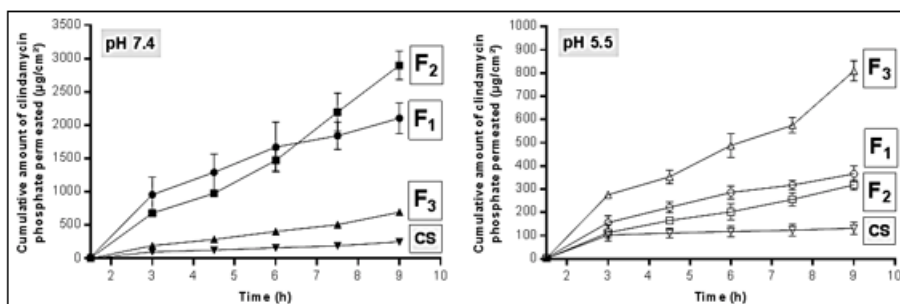 Cumulative amount of clindamycin
phosphate permeated (µg/cm²)
pH 7.4
3500
3000
2500
2000
1500
1000
500
0
2 3 4 5 6 7 8 9 10
Time (h)
F2
F1
F3
CS
Cumulative amount of clindamycin
phosphate permeated (µg/cm²)
pH 5.5
1000
900
800
700
600
500
400
300
200
100
0
2 3 4 5 6 7 8 9 10
Time (h)
F3
F1
F2
CS